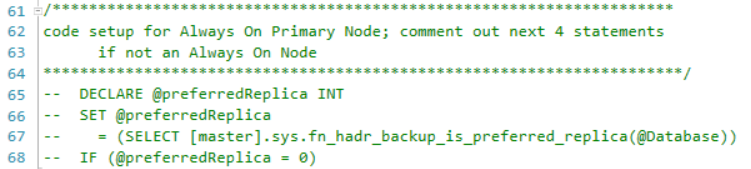 61 /***********************************************************************
62 code setup for Always On Primary Node; comment out next 4 statements
63 if not an Always On Node
64 *************************************************************************/
65 -- DECLARE @preferredReplica INT
66 -- SET @preferredReplica
67 -- = (SELECT [master].sys.fn_hadr_backup_is_preferred_replica(@Database))
68 -- IF (@preferredReplica = 0)